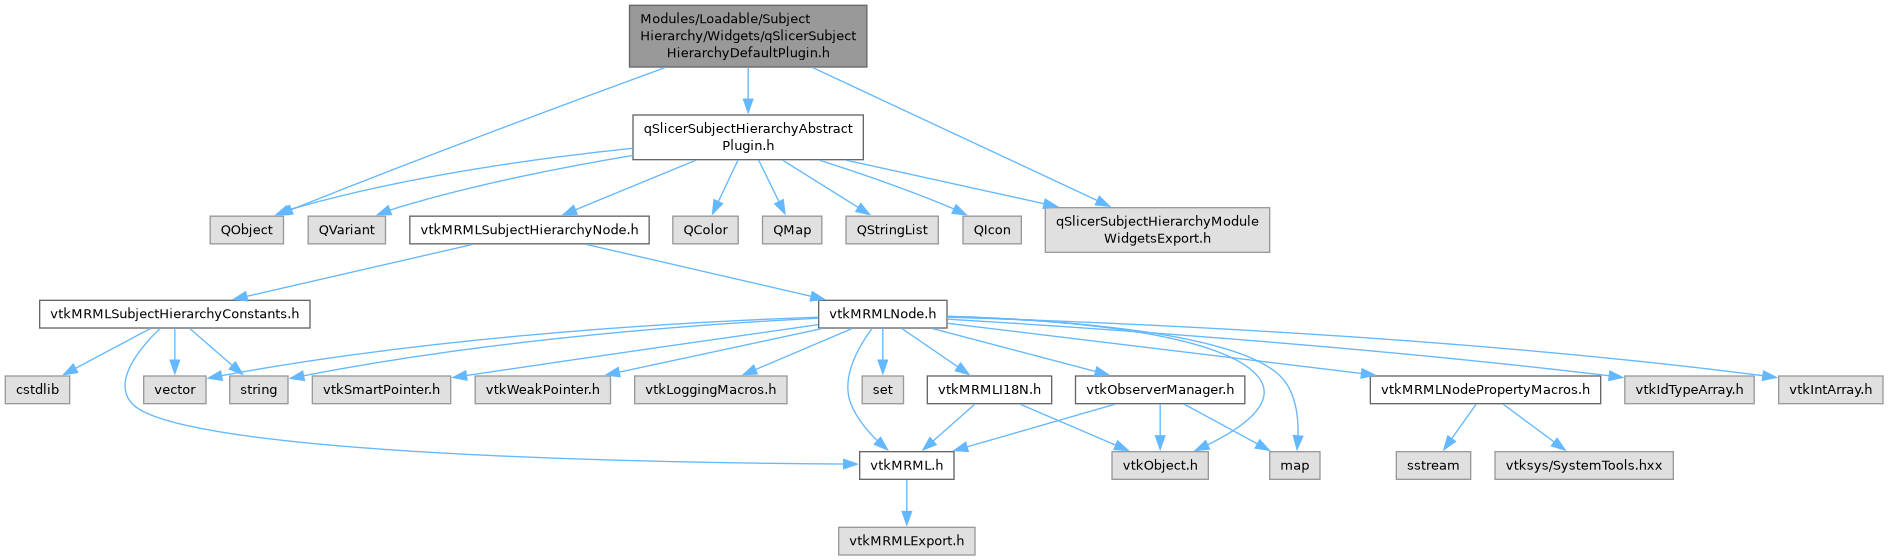 Modules/Loadable/Subject
Hierarchy/Widgets/qSlicerSubject
HierarchyDefaultPlugin.h
qSlicerSubjectHierarchyAbstract
Plugin.h
QObject
QVariant
vtkMRMLSubjectHierarchyNode.h
QColor
QMap
QStringList
QIcon
qSlicerSubjectHierarchyModule
WidgetsExport.h
vtkMRMLSubjectHierarchyConstants.h
vtkMRMLNode.h
cstdlib
vector
string
vtkSmartPointer.h
vtkWeakPointer.h
vtkLoggingMacros.h
set
vtkMRMLI18N.h
vtkObserverManager.h
vtkMRMLNodePropertyMacros.h
vtkIdTypeArray.h
vtkIntArray.h
vtkMRML.h
vtkObject.h
map
sstream
vtksys/SystemTools.hxx
vtkMRMLExport.h